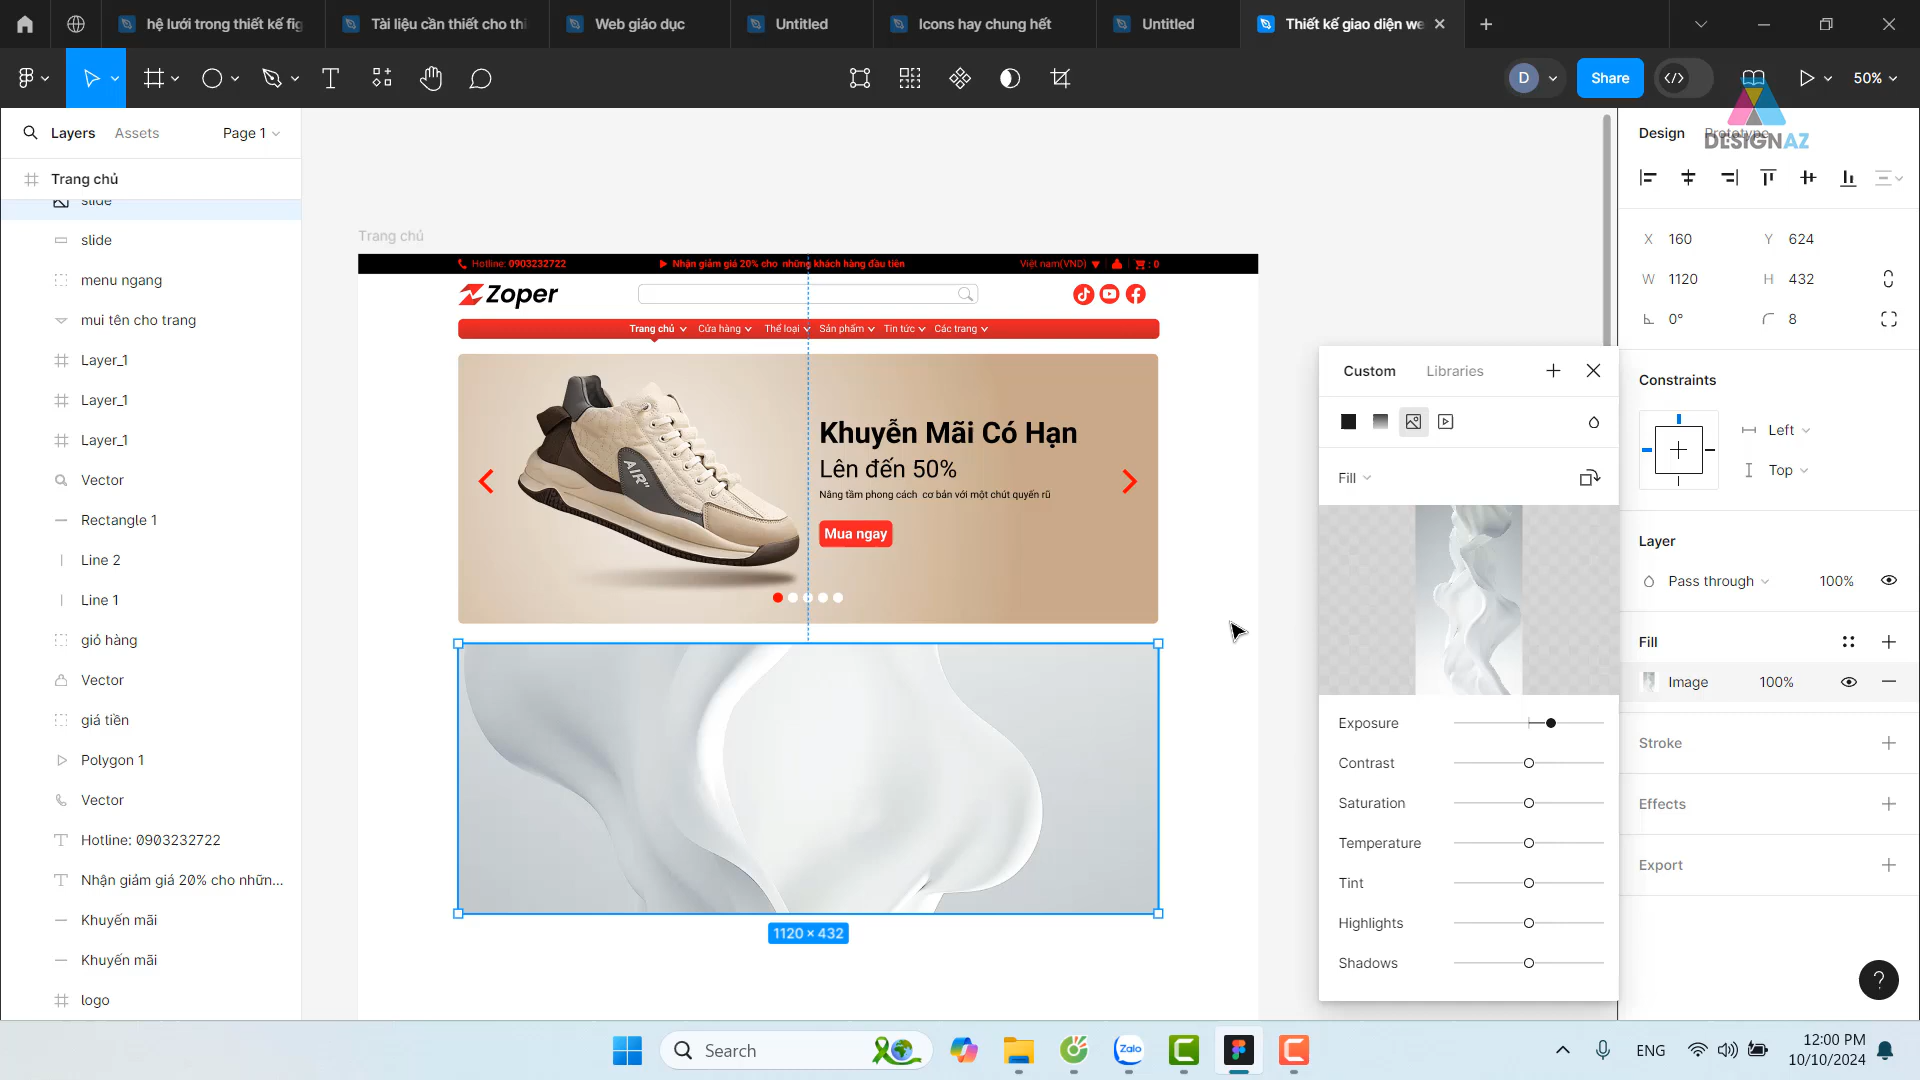 hệ lưới trong thiết kế fig
Tài liệu cần thiết cho thi
Web giáo dục
Untitled
Icons hay chung hết
Untitled
Thiết kế giao diện we
D
Share
50%
Layers
Assets
Page 1
Design
Prototype
DESIGNAZ
Trang chủ
slide
slide
menu ngang
mui tên cho trang
Layer_1
Layer_1
Layer_1
Vector
Rectangle 1
Line 2
Line 1
giỏ hàng
Vector
giá tiền
Polygon 1
Vector
Hotline: 0903232722
Nhận giảm giá 20% cho nhữn...
Khuyến mãi
Khuyến mãi
logo
Trang chủ
Hotline: 0903232722
Nhận giảm giá 20% cho những khách hàng đầu tiên
Việt nam(VND)
: 0
Zoper
Trang chủ
Cửa hàng
Thể loại
Sản phẩm
Tin tức
Các trang
AIR"
Khuyễn Mãi Có Hạn
Lên đến 50%
Nâng tầm phong cách cơ bản với một chút quyến rũ
Mua ngay
1120 × 432
Custom
Libraries
Fill
Exposure
Contrast
Saturation
Temperature
Tint
Highlights
Shadows
X 160
Y 624
W 1120
H 432
0°
8
Constraints
Left
Top
Layer
Pass through
100%
Fill
Image
100%
Stroke
Effects
Export
?
Search
Zalo
ENG
12:00 PM
10/10/2024